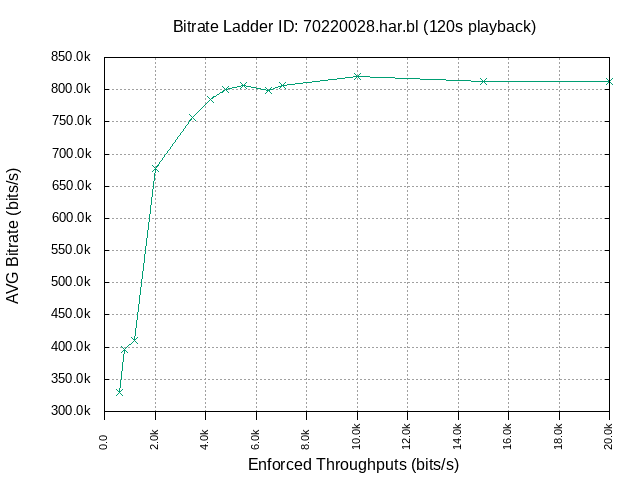 Bitrate Ladder ID: 70220028.har.bl (120s playback)
850.0k
800.0k
750.0k
700.0k
650.0k
600.0k
550.0k
500.0k
450.0k
400.0k
350.0k
300.0k
AVG Bitrate (bits/s)
0.0
2.0k
4.0k
6.0k
8.0k
10.0k
12.0k
14.0k
16.0k
18.0k
20.0k
Enforced Throughputs (bits/s)